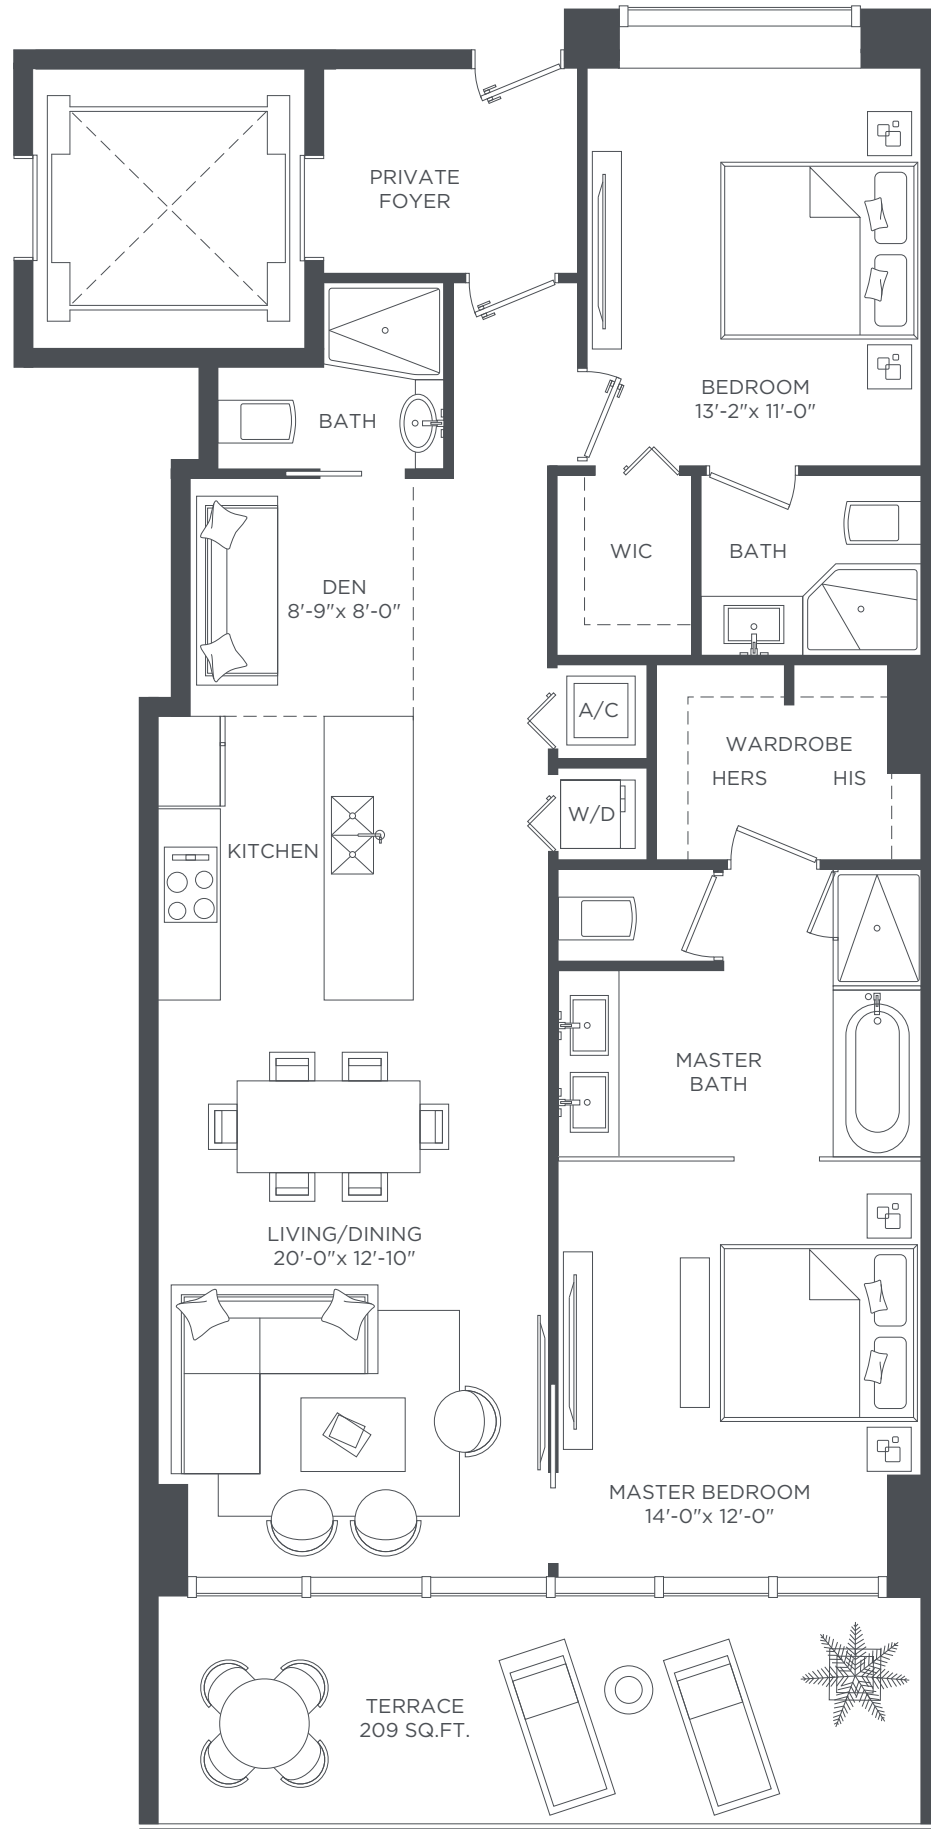 PRIVATE
FOYER
BEDROOM
13'-2"x 11'-0"
BATH
WIC
BATH
DEN
8'-9"x 8'-0"
A/C
WARDROBE
HERS HIS
W/D
KITCHEN
MASTER
BATH
LIVING/DINING
20'-0"x 12'-10"
MASTER BEDROOM
14'-0"x 12'-0"
TERRACE
209 SQ.FT.